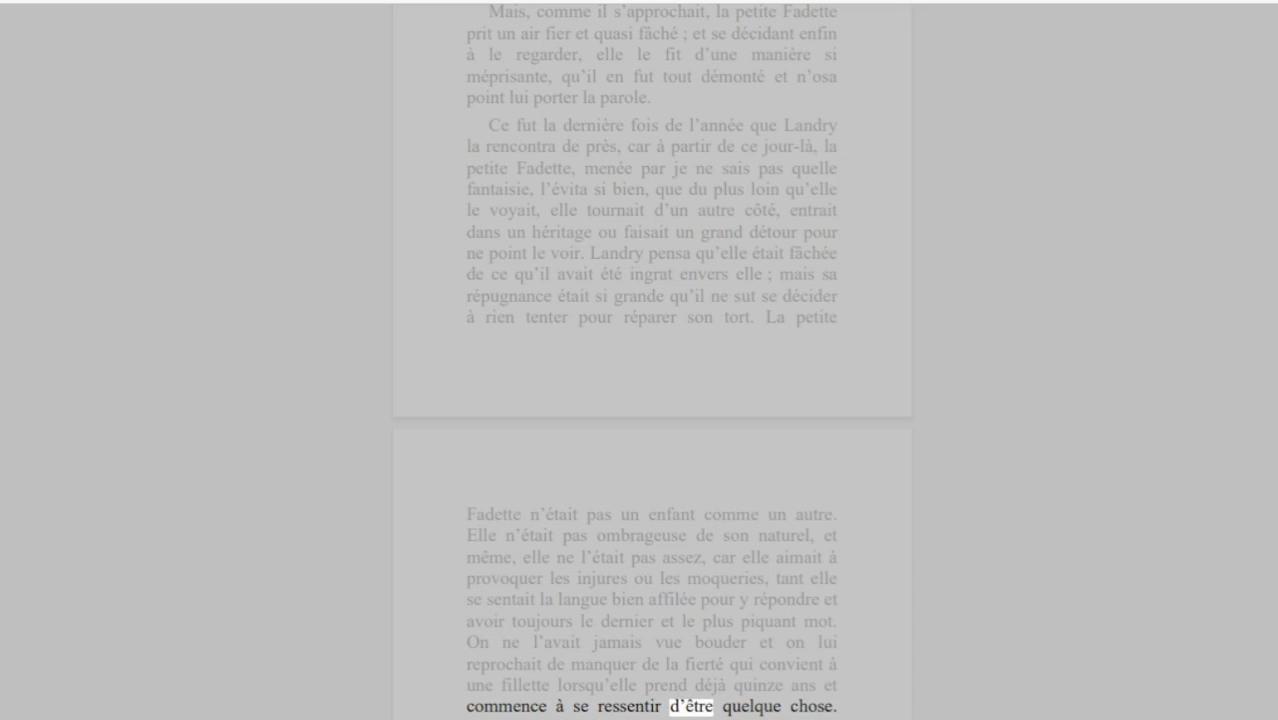 Mais, comme il s’approchait, la petite Fadette
prit un air fier et quasi fâché ; et se décidant enfin
à le regarder, elle le fit d’une manière si
méprisante, qu’il en fut tout démonté et n’osa
point lui porter la parole.
Ce fut la dernière fois de l’année que Landry
la rencontra de près, car à partir de ce jour-là, la
petite Fadette, menée par je ne sais pas quelle
fantaisie, l’évita si bien, que du plus loin qu’elle
le voyait, elle tournait d’un autre côté, entrait
dans un héritage ou faisait un grand détour pour
ne point le voir. Landry pensa qu’elle était fâchée
de ce qu’il avait été ingrat envers elle ; mais sa
répugnance était si grande qu’il ne sut se décider
à rien tenter pour réparer son tort. La petite
Fadette n’était pas un enfant comme un autre.
Elle n’était pas ombrageuse de son naturel, et
même, elle ne l’était pas assez, car elle aimait à
provoquer les injures ou les moqueries, tant elle
se sentait la langue bien affilée pour y répondre et
avoir toujours le dernier et le plus piquant mot.
On ne l’avait jamais vue bouder et on lui
reprochait de manquer de la fierté qui convient à
une fillette lorsqu’elle prend déjà quinze ans et
commence à se ressentir d’être quelque chose.